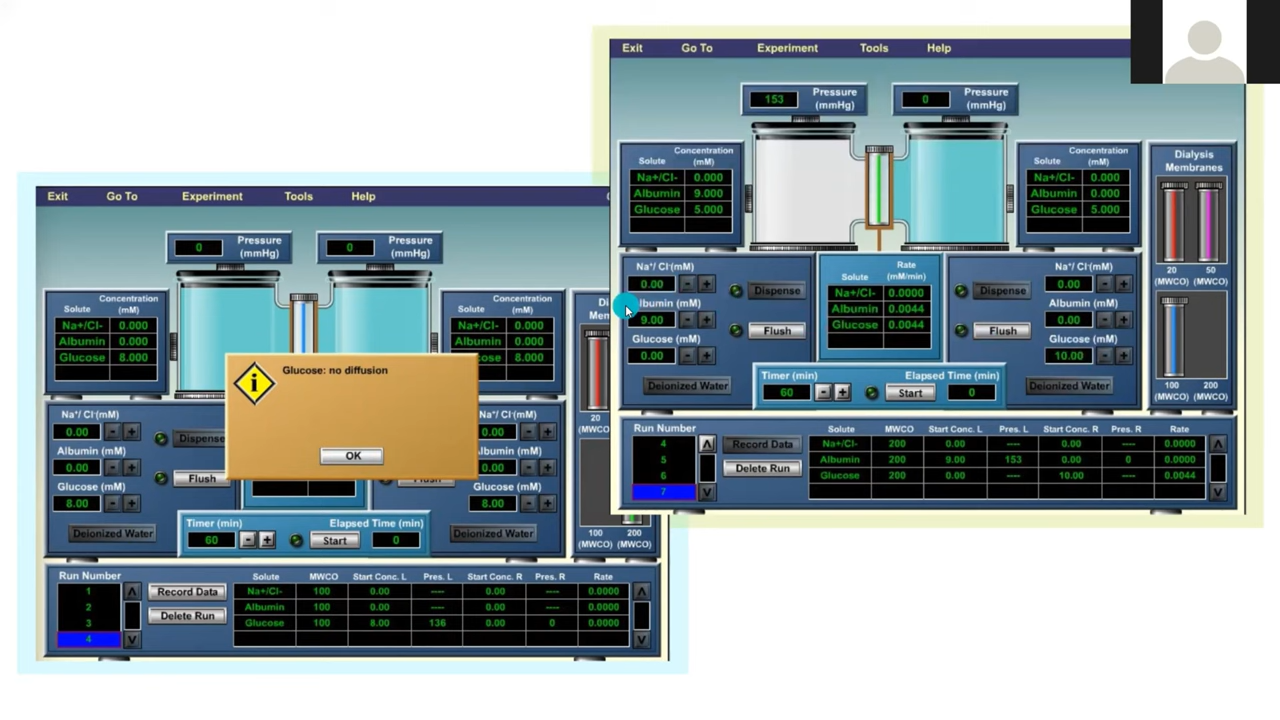 Exit Go To Experiment Tools Help
0 Pressure (mmHg) 0 Pressure (mmHg)
Concentration
Solute (mM)
Na+/Cl- 0.000
Albumin 0.000
Glucose 8.000
Concentration
Solute (mM)
Na+/Cl- 0.000
Albumin 0.000
Glucose 8.000
Glucose: no diffusion
OK
Na+/ Cl-(mM)
0.00 - +
Dispense
Albumin (mM)
0.00 - +
Flush
Glucose (mM)
8.00 - +
Deionized Water
0.00 +
0.00 - +
Glucose (mM)
8.00 - +
Deionized Water
Timer (min) Elapsed Time (min)
60 - + Start 0
20
100 200
(MWCO) (MWCO)
Run Number
1
2
3
4
Record Data
Delete Run
Solute MWCO Start Conc. L Pres. L Start Conc. R Pres. R Rate
Na+/Cl- 100 0.00 ---- 0.00 ---- 0.0000
Albumin 100 0.00 ---- 0.00 ---- 0.0000
Glucose 100 8.00 136 0.00 0 0.0000
Exit Go To Experiment Tools Help
153 Pressure (mmHg) 0 Pressure (mmHg)
Concentration
Solute (mM)
Na+/Cl- 0.000
Albumin 9.000
Glucose 5.000
Concentration
Solute (mM)
Na+/Cl- 0.000
Albumin 0.000
Glucose 5.000
Dialysis
Membranes
20 50
(MWCO) (MWCO)
100 200
(MWCO) (MWCO)
Na+/ Cl-(mM)
0.00 - +
Dispense
lbumin (mM)
9.00 - +
Flush
Glucose (mM)
0.00 - +
Deionized Water
Rate
Solute (mM/min)
Na+/Cl- 0.0000
Albumin 0.0044
Glucose 0.0044
Na+/ Cl-(mM)
Dispense 0.00 - +
Albumin (mM)
Flush 0.00 - +
Glucose (mM)
10.00 - +
Deionized Water
Timer (min) Elapsed Time (min)
60 - + Start 0
Run Number
4
5
6
7
Record Data
Delete Run
Solute MWCO Start Conc. L Pres. L Start Conc. R Pres. R Rate
Na+/Cl- 200 0.00 ---- 0.00 ---- 0.0000
Albumin 200 9.00 153 0.00 0 0.0000
Glucose 200 ---- 10.00 ---- 0.0044